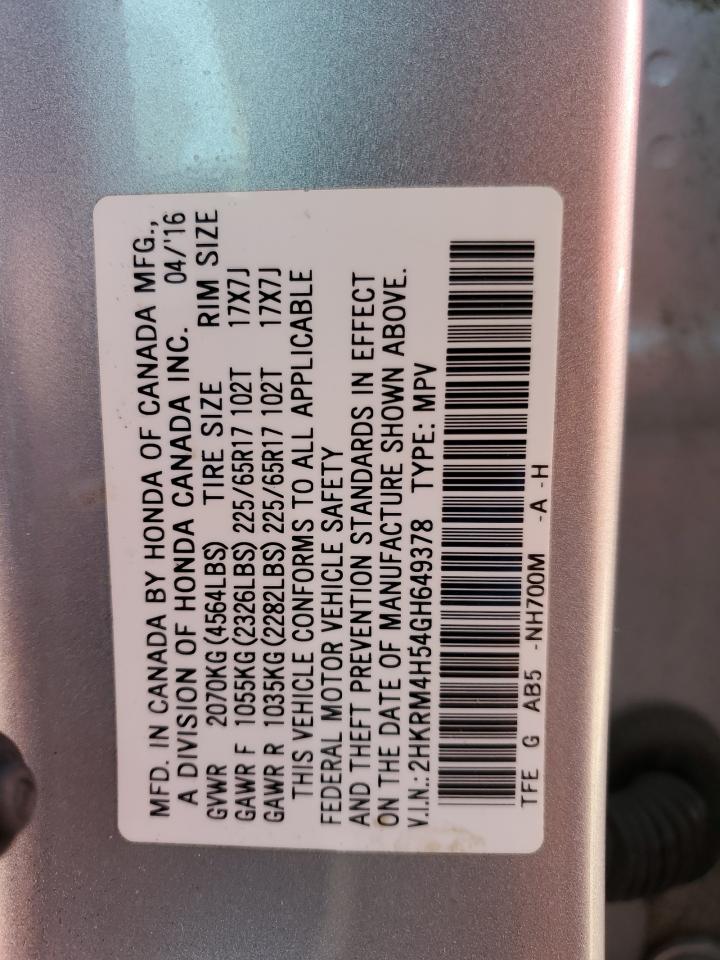 MFD. IN CANADA BY HONDA OF CANADA MFG.,
A DIVISION OF HONDA CANADA INC. 04/'16
GVWR 2070KG (4564LBS) TIRE SIZE RIM SIZE
GAWR F 1055KG (2326LBS) 225/65R17 102T 17X7J
GAWR R 1035KG (2282LBS) 225/65R17 102T 17X7J
THIS VEHICLE CONFORMS TO ALL APPLICABLE
FEDERAL MOTOR VEHICLE SAFETY
AND THEFT PREVENTION STANDARDS IN EFFECT
ON THE DATE OF MANUFACTURE SHOWN ABOVE.
V.I.N.: 2HKRM4H54GH649378 TYPE: MPV
TFE G AB5 -NH700M -A -H